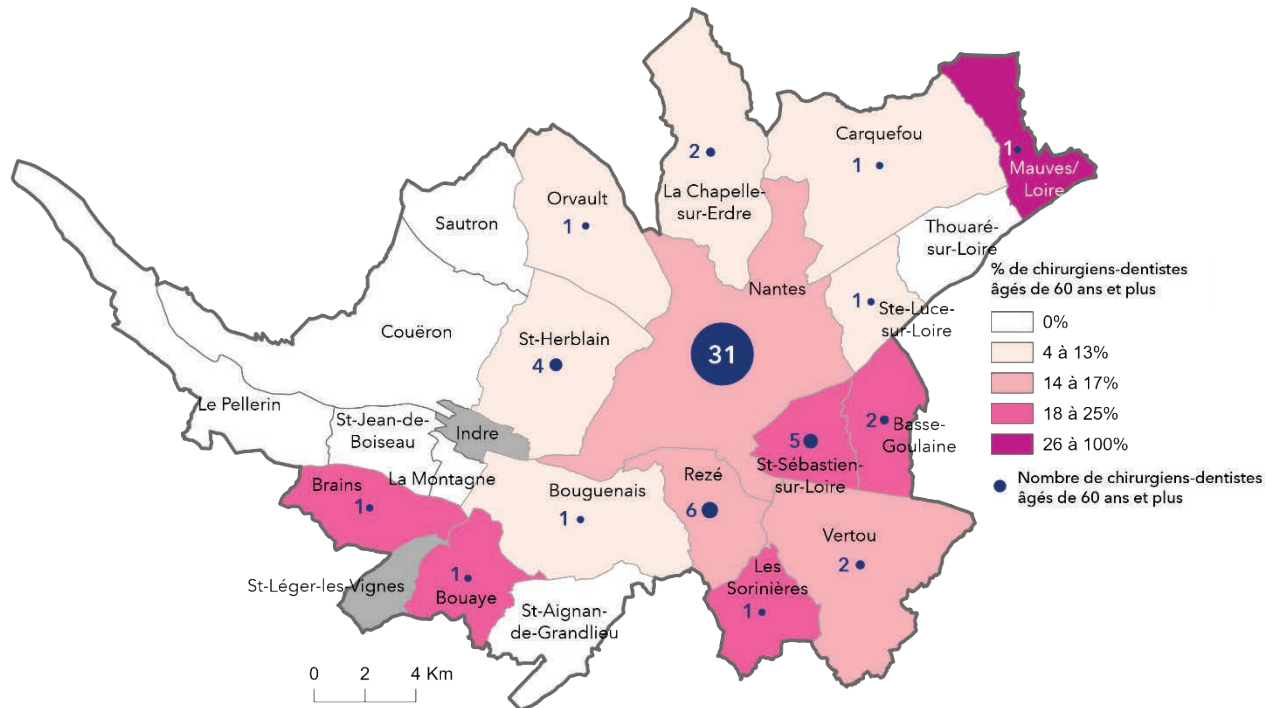 Carquefou
1
2
1
Mauves/
Loire
La Chapelle-
sur-Erdre
Orvault
1
Sautron
Thouaré-
sur-Loire
Nantes
Couëron
St-Herblain
4
31
1
Ste-Luce-
sur-Loire
Le Pellerin
St-Jean-de-
Boiseau
Indre
2
Basse-
Goulaine
5
St-Sébastien-
sur-Loire
La Montagne
Brains
1
Bouguenais
1
Rezé
6
Vertou
2
St-Léger-les-Vignes
1
Bouaye
Les
Sorinières
1
St-Aignan-
de-Grandlieu
% de chirurgiens-dentistes
âgés de 60 ans et plus
0%
4 à 13%
14 à 17%
18 à 25%
26 à 100%
Nombre de chirurgiens-dentistes
âgés de 60 ans et plus
0 2 4 Km